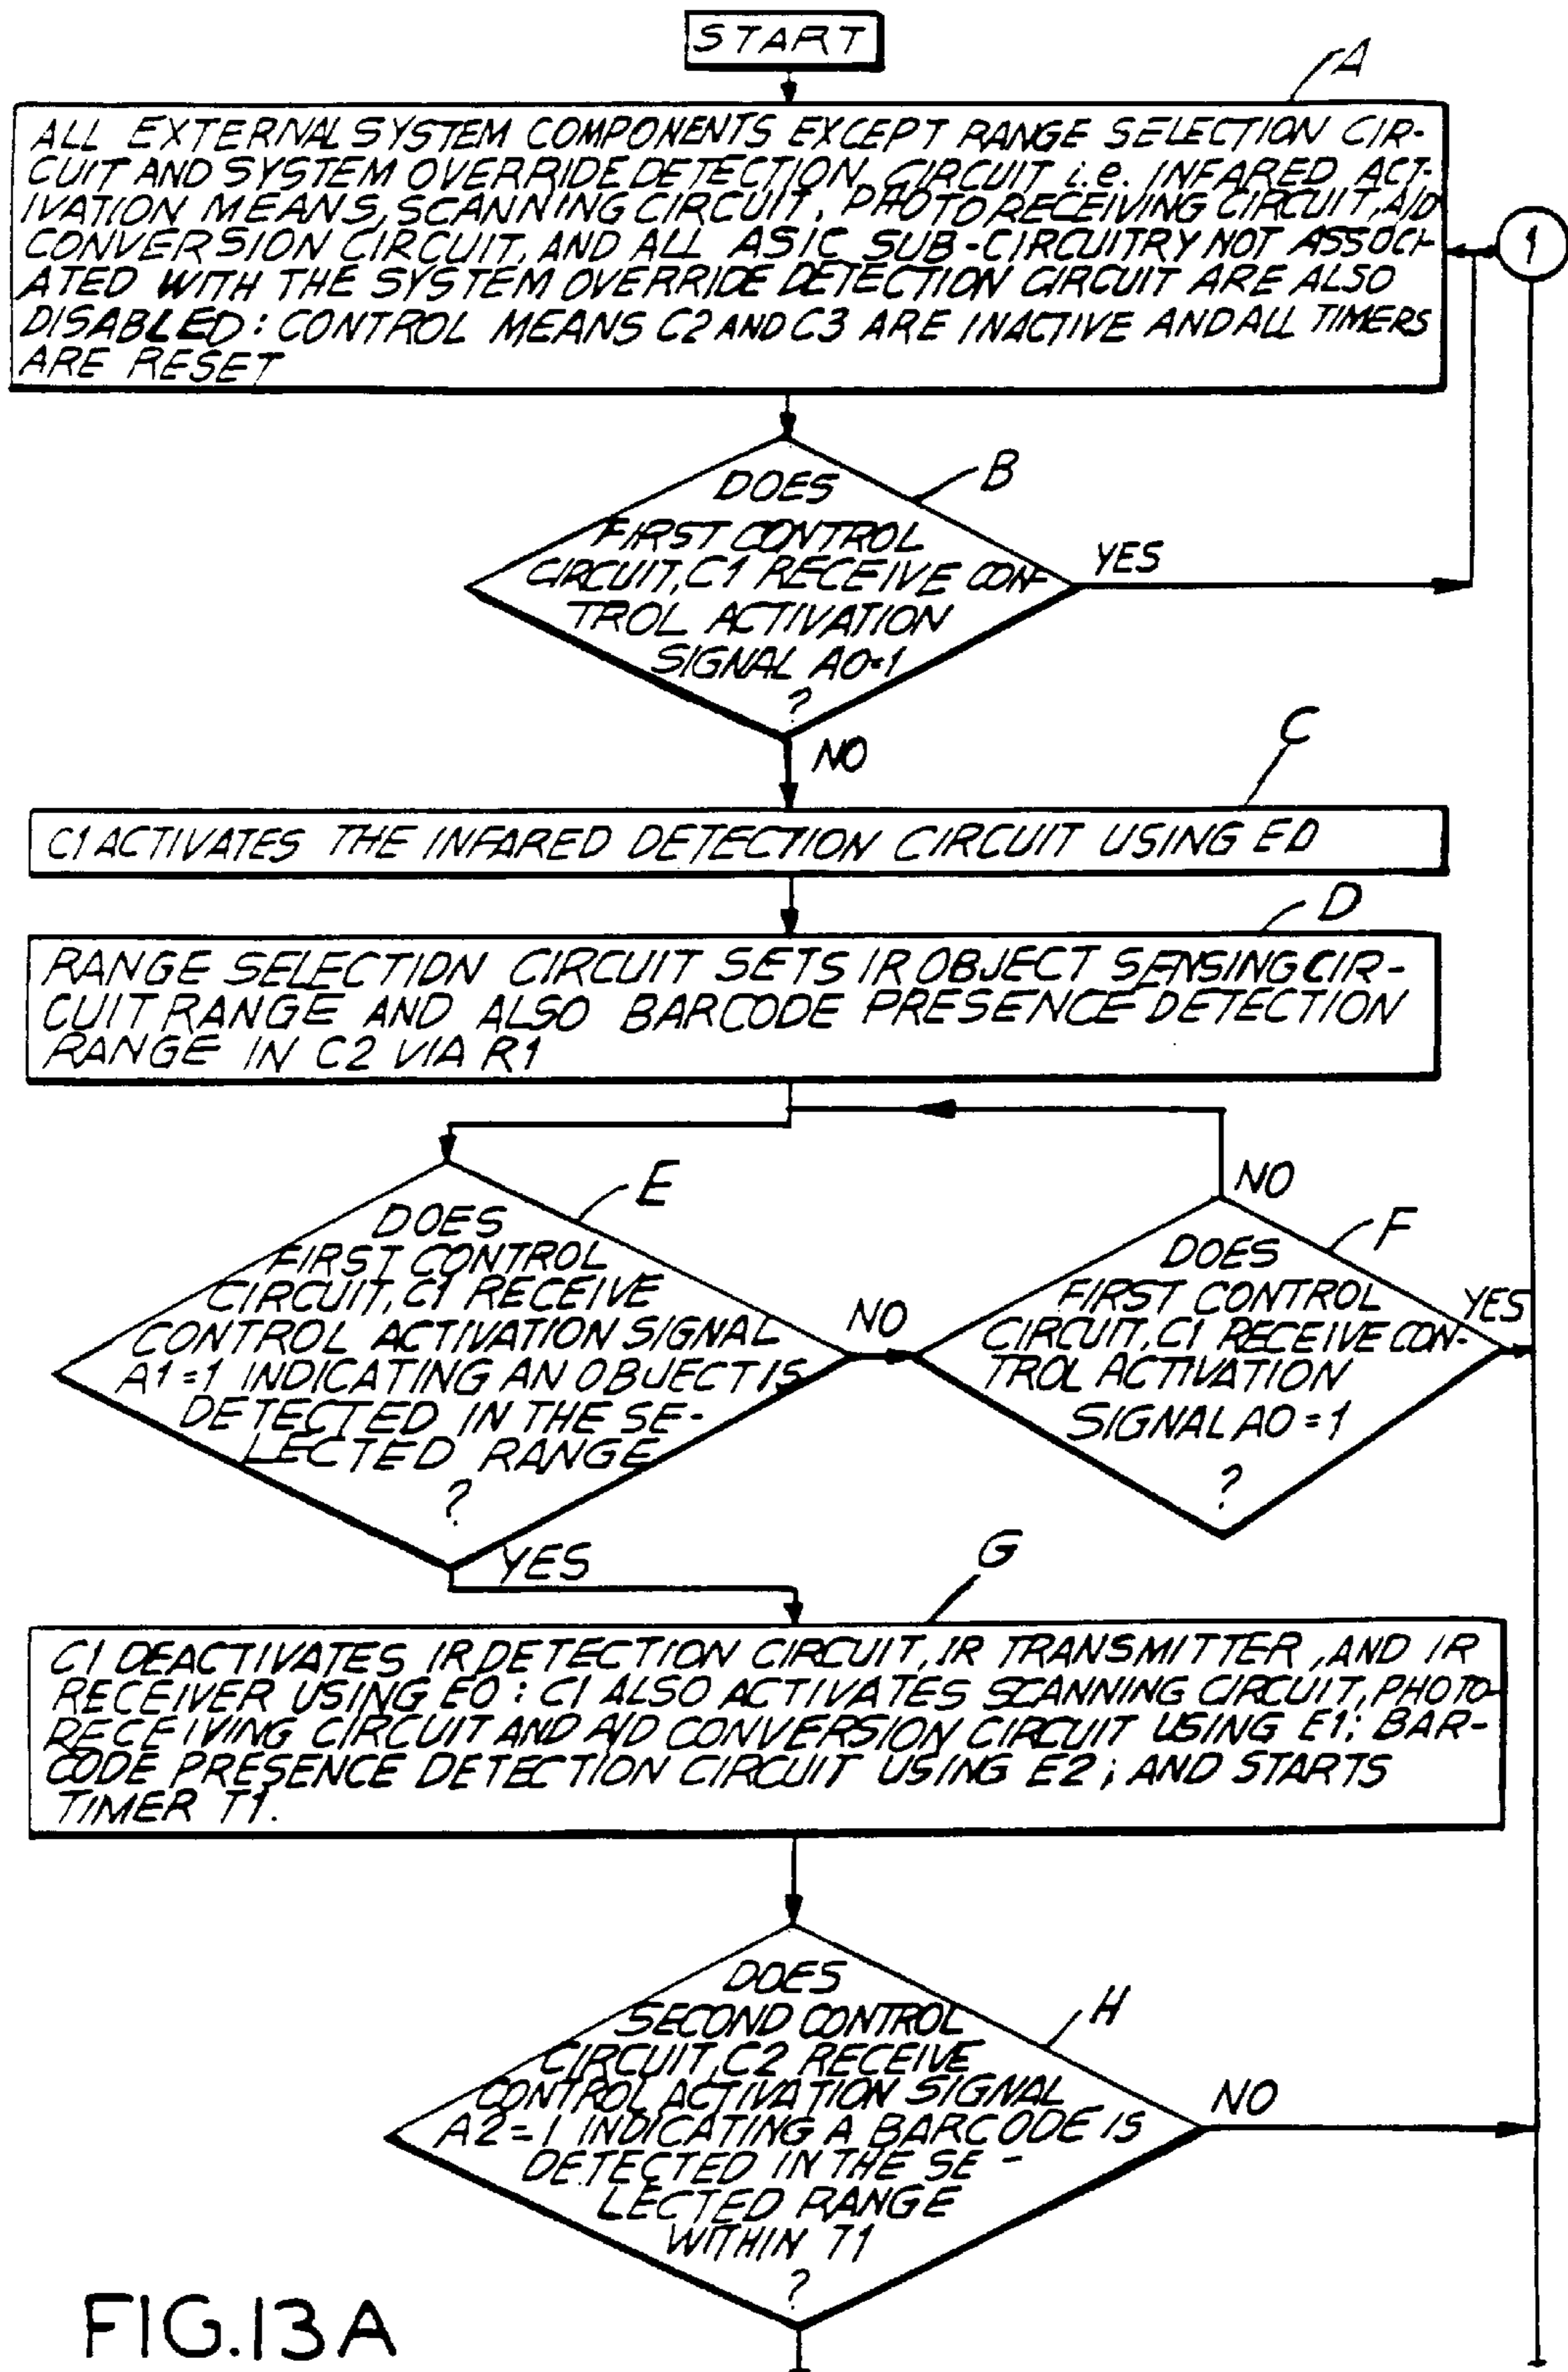 START
A
ALL EXTERNAL SYSTEM COMPONENTS EXCEPT RANGE SELECTION CIR-
CUIT AND SYSTEM OVERRIDE DETECTION CIRCUIT i.e. INFARED ACT-
IVATION MEANS, SCANNING CIRCUIT, PHOTORECEIVING CIRCUIT, A/D
CONVERSION CIRCUIT, AND ALL ASIC SUB-CIRCUITRY NOT ASSOCI-
ATED WITH THE SYSTEM OVERRIDE DETECTION CIRCUIT ARE ALSO
DISABLED: CONTROL MEANS C2 AND C3 ARE INACTIVE AND ALL TIMERS
ARE RESET
1
B
DOES
FIRST CONTROL
CIRCUIT, C1 RECEIVE CON-
TROL ACTIVATION
SIGNAL A0=1
?
YES
NO
C
C1 ACTIVATES THE INFARED DETECTION CIRCUIT USING E0
D
RANGE SELECTION CIRCUIT SETS IR OBJECT SENSING CIR-
CUIT RANGE AND ALSO BARCODE PRESENCE DETECTION
RANGE IN C2 VIA R1
E
DOES
FIRST CONTROL
CIRCUIT, C1 RECEIVE
CONTROL ACTIVATION SIGNAL
A1=1 INDICATING AN OBJECT IS
DETECTED IN THE SE-
LECTED RANGE
?
NO
YES
NO
F
DOES
FIRST CONTROL
CIRCUIT, C1 RECEIVE CON-
TROL ACTIVATION
SIGNAL A0=1
?
YES
G
C1 DEACTIVATES IR DETECTION CIRCUIT, IR TRANSMITTER, AND IR
RECEIVER USING E0: C1 ALSO ACTIVATES SCANNING CIRCUIT, PHOTO-
RECEIVING CIRCUIT AND A/D CONVERSION CIRCUIT USING E1; BAR-
CODE PRESENCE DETECTION CIRCUIT USING E2; AND STARTS
TIMER T1.
H
DOES
SECOND CONTROL
CIRCUIT, C2 RECEIVE
CONTROL ACTIVATION SIGNAL
A2=1 INDICATING A BARCODE IS
DETECTED IN THE SE-
LECTED RANGE
WITHIN T1
?
NO
FIG.13A